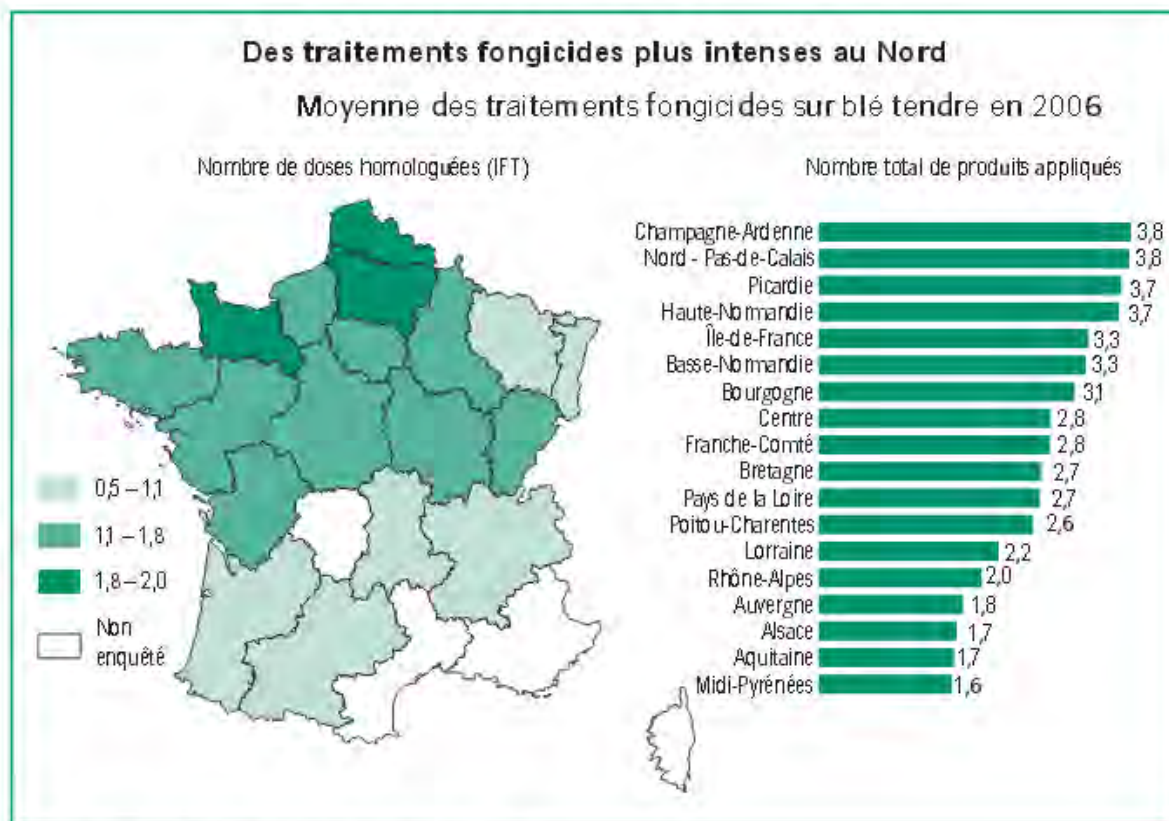 Des traitements fongicides plus intenses au Nord
Moyenne des traitements fongicides sur blé tendre en 2006
Nombre de doses homologuées (IFT)
0,5 – 1,1
1,1 – 1,8
1,8 – 2,0
Non
enquêté
Nombre total de produits appliqués
Champagne-Ardenne 3,8
Nord - Pas-de-Calais 3,8
Picardie 3,7
Haute-Normandie 3,7
Île-de-France 3,3
Basse-Normandie 3,3
Bourgogne 3,1
Centre 2,8
Franche-Comté 2,8
Bretagne 2,7
Pays de la Loire 2,7
Poitou-Charentes 2,6
Lorraine 2,2
Rhône-Alpes 2,0
Auvergne 1,8
Alsace 1,7
Aquitaine 1,7
Midi-Pyrénées 1,6